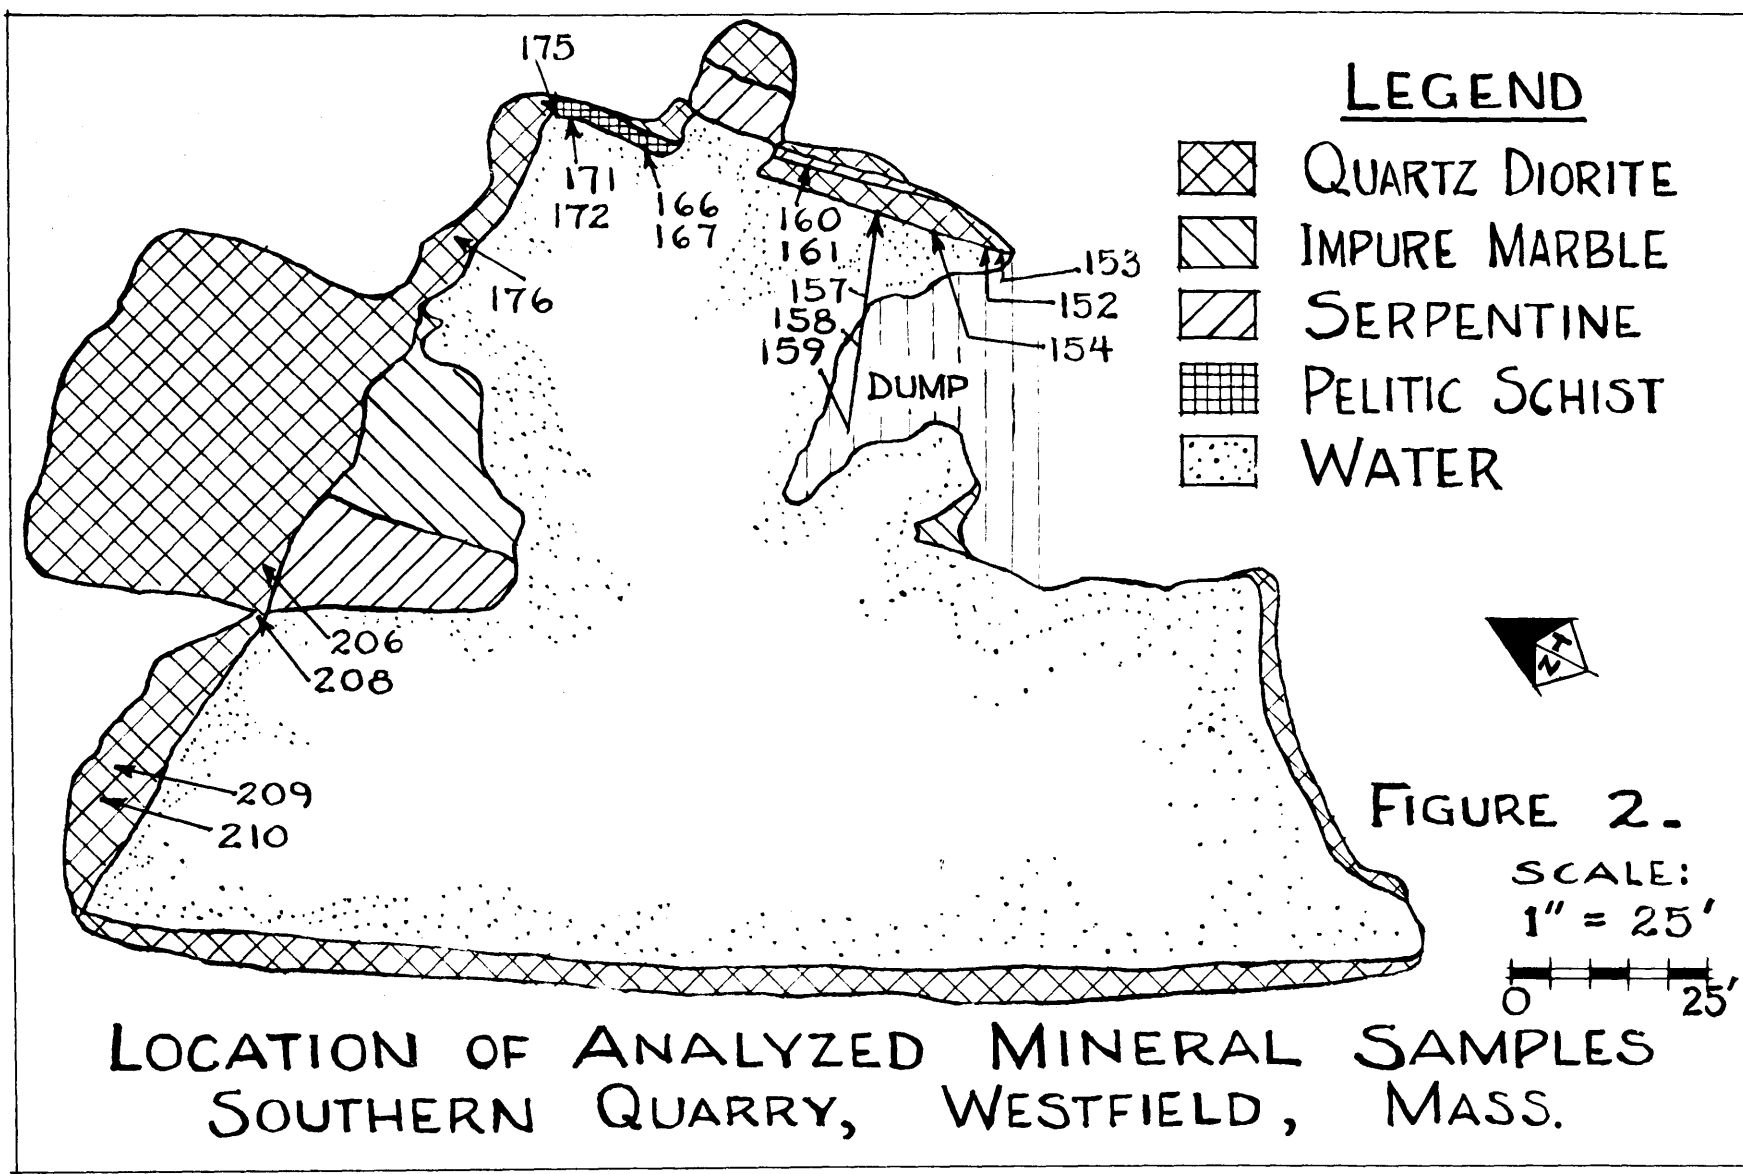 175
171
172
166
167
160
161
157
158
159
153
152
154
176
DUMP
206
208
209
210
LEGEND
QUARTZ DIORITE
IMPURE MARBLE
SERPENTINE
PELITIC SCHIST
WATER
N T
FIGURE 2.
SCALE:
1" = 25'
0 25'
LOCATION OF ANALYZED MINERAL SAMPLES
SOUTHERN QUARRY, WESTFIELD, MASS.